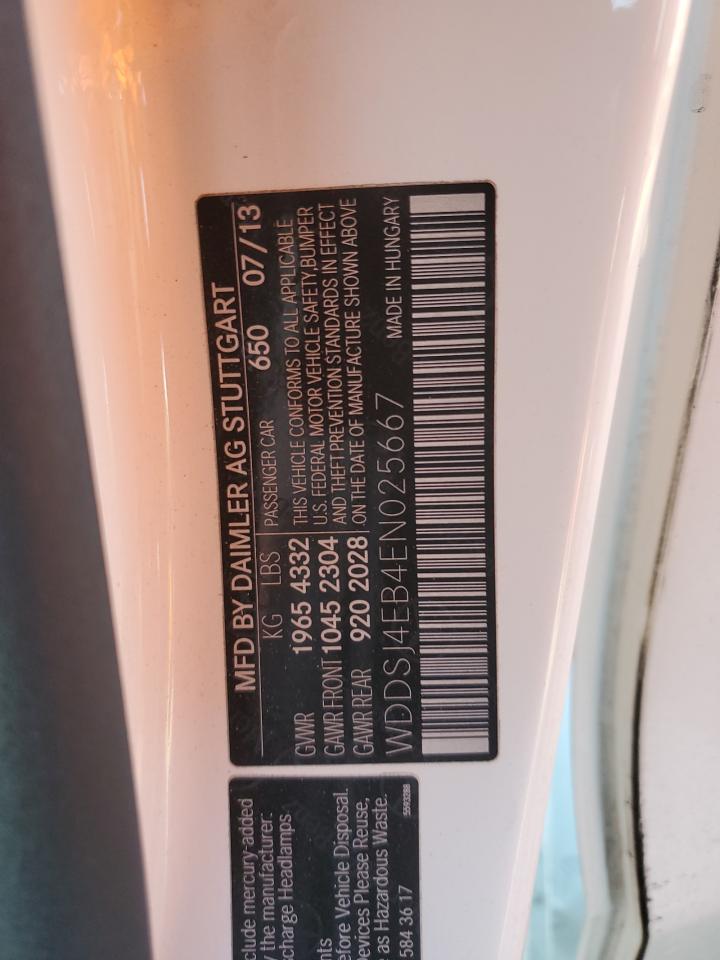 MFD BY DAIMLER AG STUTTGART
KG LBS PASSENGER CAR 650 07/13
GVWR 1965 4332 THIS VEHICLE CONFORMS TO ALL APPLICABLE
GAWR FRONT 1045 2304 U.S. FEDERAL MOTOR VEHICLE SAFETY,BUMPER
AND THEFT PREVENTION STANDARDS IN EFFECT
GAWR REAR 920 2028 ON THE DATE OF MANUFACTURE SHOWN ABOVE
WDDSJ4EB4EN025667 MADE IN HUNGARY
clude mercury-added
y the manufacturer.
charge Headlamps.
nts
efore Vehicle Disposal.
evices Please Reuse,
e as Hazardous Waste.
584 36 17 5593288